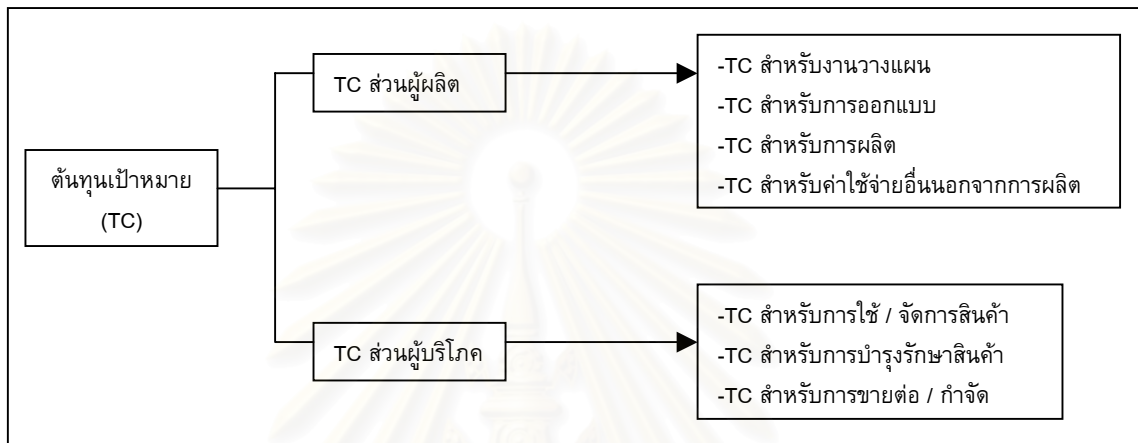 ต้นทุนเป้าหมาย
(TC)
TC ส่วนผู้ผลิต
-TC สำหรับงานวางแผน
-TC สำหรับการออกแบบ
-TC สำหรับการผลิต
-TC สำหรับค่าใช้จ่ายอื่นนอกจากการผลิต
TC ส่วนผู้บริโภค
-TC สำหรับการใช้ / จัดการสินค้า
-TC สำหรับการบำรุงรักษาสินค้า
-TC สำหรับการขายต่อ / กำจัด